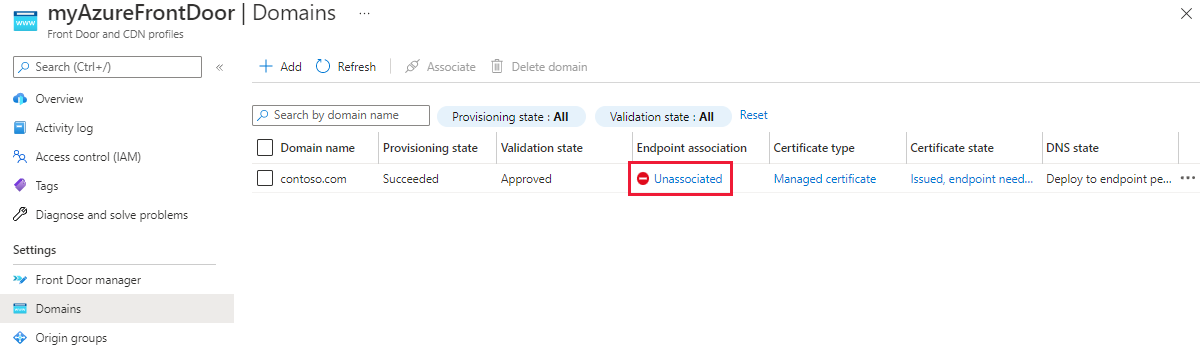 myAzureFrontDoor | Domains ...
Front Door and CDN profiles
Search (Ctrl+/)
Overview
Activity log
Access control (IAM)
Tags
Diagnose and solve problems
Settings
Front Door manager
Domains
Origin groups
Add Refresh Associate Delete domain
Search by domain name Provisioning state : All Validation state : All Reset
Domain name Provisioning state Validation state Endpoint association Certificate type Certificate state DNS state
contoso.com Succeeded Approved Unassociated Managed certificate Issued, endpoint need... Deploy to endpoint pe... ...